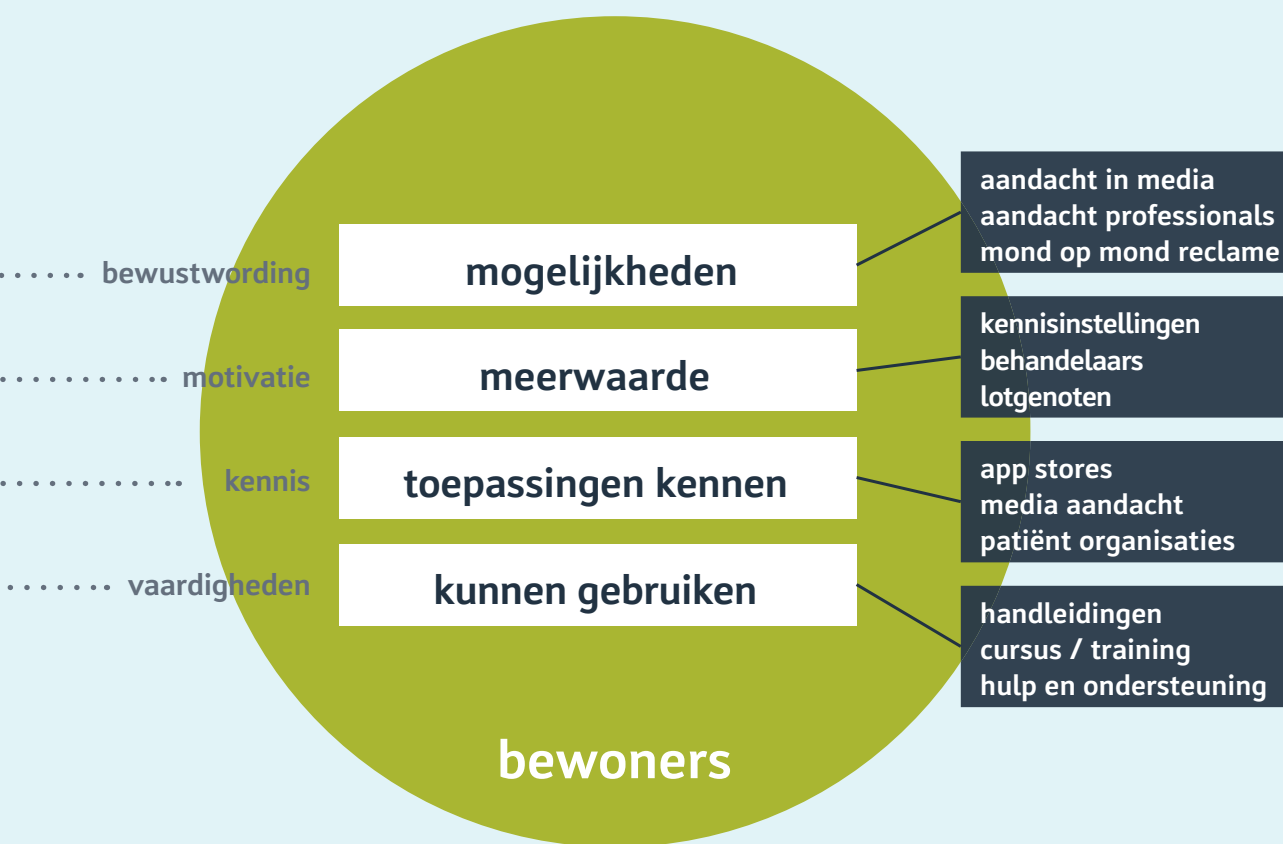 bewustwording
mogelijkheden
aandacht in media
aandacht professionals
mond op mond reclame
motivatie
meerwaarde
kennisinstellingen
behandelaars
lotgenoten
kennis
toepassingen kennen
app stores
media aandacht
patiënt organisaties
vaardigheden
kunnen gebruiken
handleidingen
cursus / training
hulp en ondersteuning
bewoners